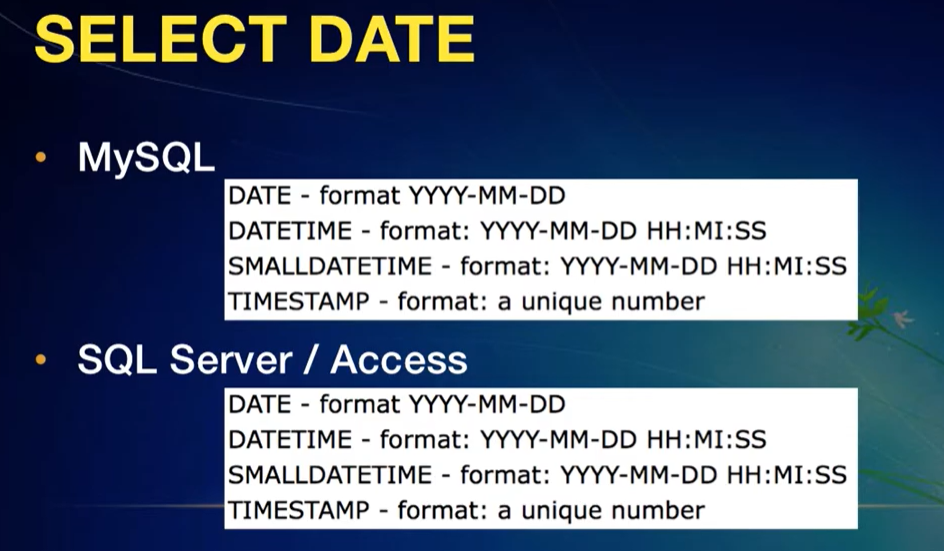 SELECT DATE
• MySQL
DATE - format YYYY-MM-DD
DATETIME - format: YYYY-MM-DD HH:MI:SS
SMALLDATETIME - format: YYYY-MM-DD HH:MI:SS
TIMESTAMP - format: a unique number
• SQL Server / Access
DATE - format YYYY-MM-DD
DATETIME - format: YYYY-MM-DD HH:MI:SS
SMALLDATETIME - format: YYYY-MM-DD HH:MI:SS
TIMESTAMP - format: a unique number